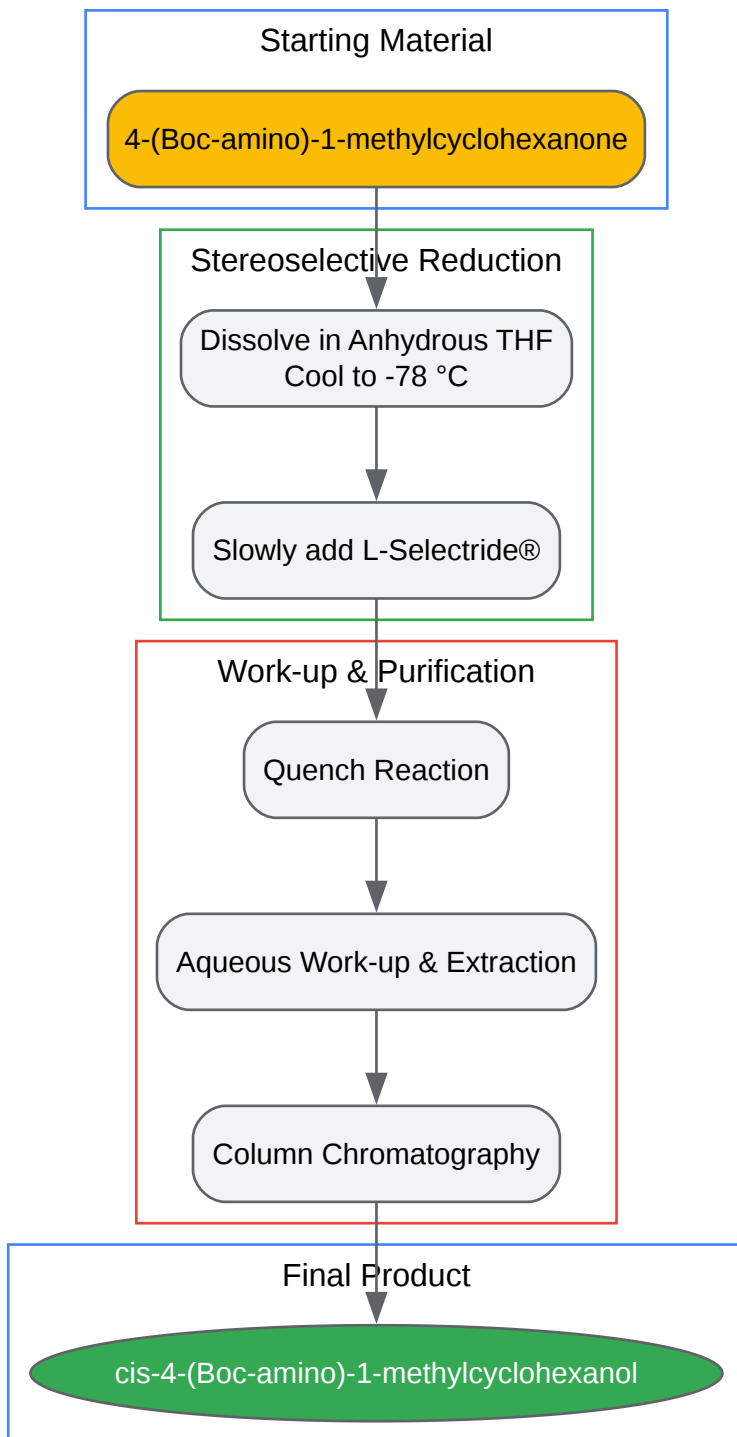 Starting Material
4-(Boc-amino)-1-methylcyclohexanone
Stereoselective Reduction
Dissolve in Anhydrous THF
Cool to -78 °C
Slowly add L-Selectride®
Work-up & Purification
Quench Reaction
Aqueous Work-up & Extraction
Column Chromatography
Final Product
cis-4-(Boc-amino)-1-methylcyclohexanol